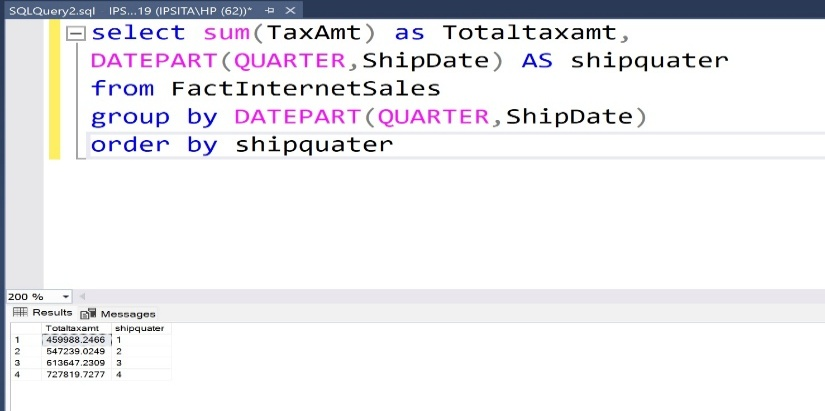 SQLQuery2.sql IPS...19 (IPSITA\HP (62))*
select sum(TaxAmt) as Totaltaxamt,
DATEPART(QUARTER,ShipDate) AS shipquater
from FactInternetSales
group by DATEPART(QUARTER,ShipDate)
order by shipquater
200 %
Results Messages
Totaltaxamt shipquater
1 459988.2466 1
2 547239.0249 2
3 613647.2309 3
4 727819.7277 4